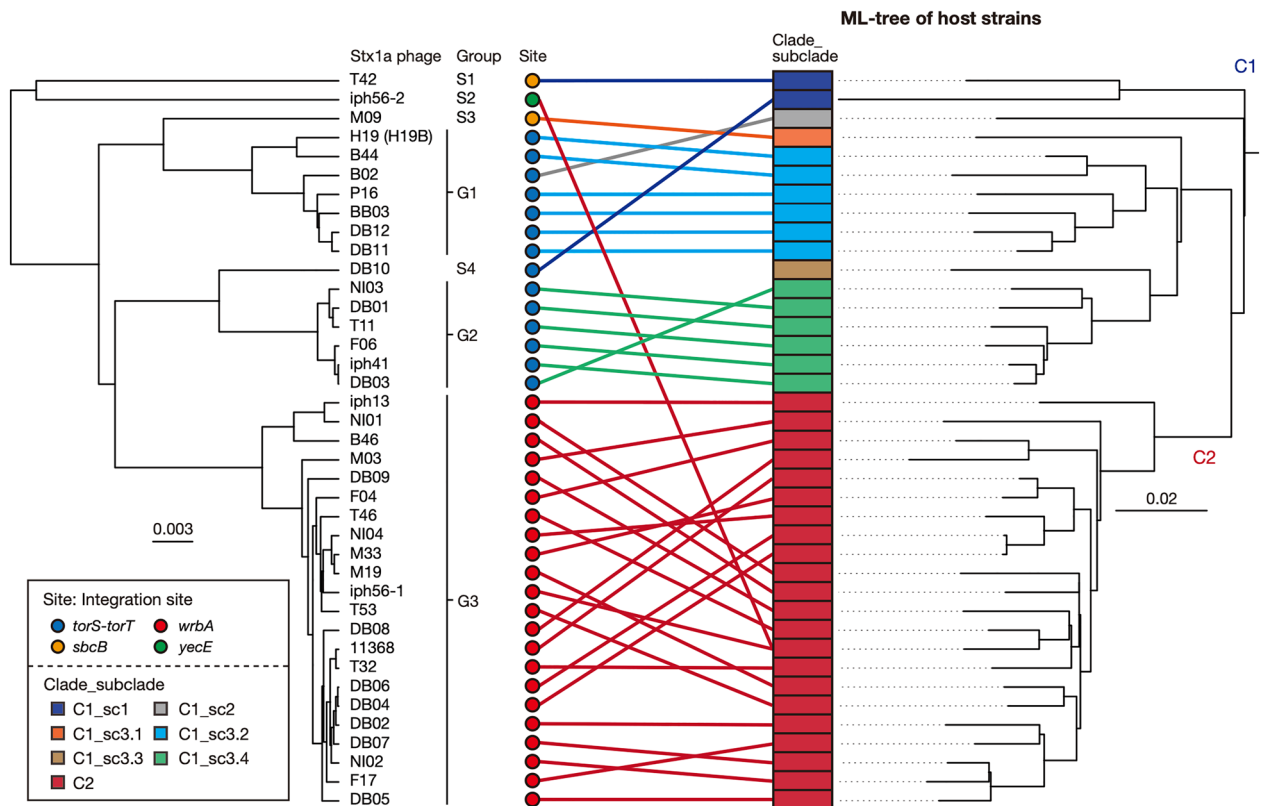 ML-tree of host strains
Stx1a phage Group Site Clade_
subclade
C1
T42 S1
iph56-2 S2
M09 S3
H19 (H19B)
B44
B02
P16 G1
BB03
DB12
DB11
DB10 S4
NI03
DB01
T11
F06 G2
iph41
DB03
iph13
NI01
B46
M03 C2
DB09
F04 0.02
T46
0.003 NI04
M33
M19
iph56-1
G3
T53
DB08
11368
T32
DB06
DB04
DB02
DB07
NI02
F17
DB05
Site: Integration site
torS-torT wrbA
sbcB yecE
Clade_subclade
C1_sc1 C1_sc2
C1_sc3.1 C1_sc3.2
C1_sc3.3 C1_sc3.4
C2